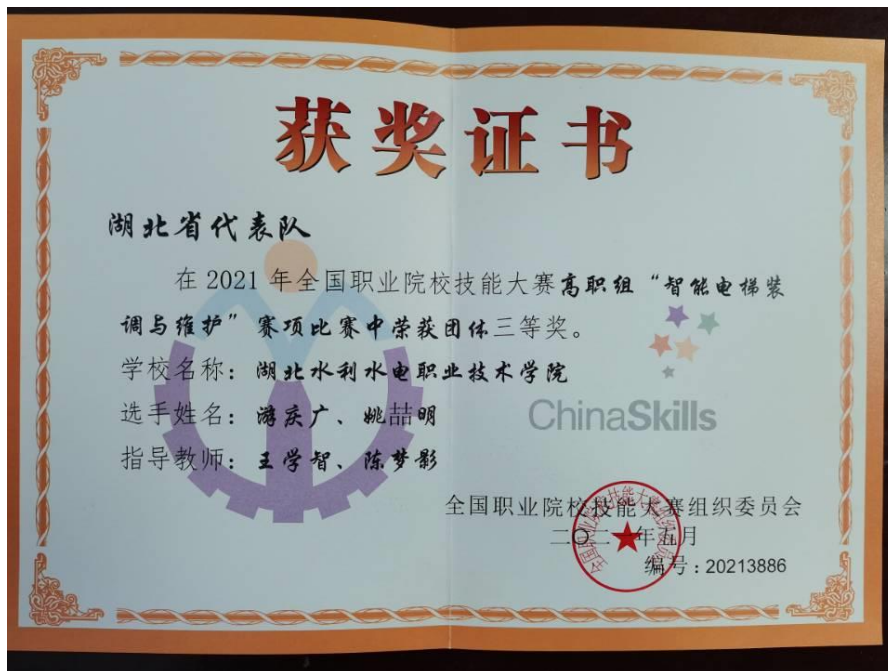 获奖证书
湖北省代表队
在2021年全国职业院校技能大赛高职组“智能电梯装
调与维护”赛项比赛中荣获团体三等奖。
学校名称：湖北水利水电职业技术学院
选手姓名：游庆广、姚喆明
指导教师：王学智、陈梦影
ChinaSkills
全国职业院校技能大赛组织委员会
二〇二一年五月
编号：20213886